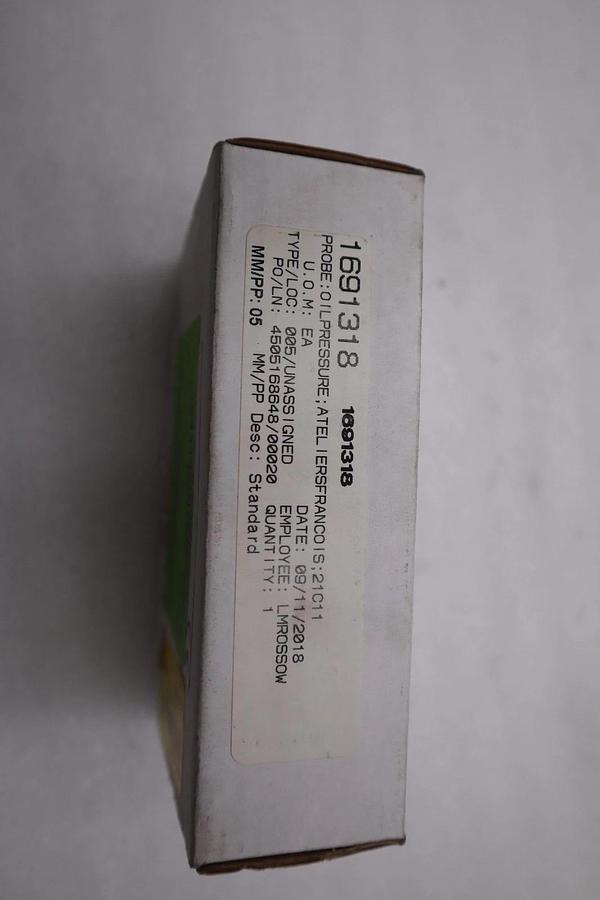 1691318 1691318
PROBE:OILPRESSURE;ATELIERSFRANCOIS;21C11
U.O.M: EA DATE: 09/11/2018
TYPE/LOC: 005/UNASSIGNED EMPLOYEE: LMROSSOW
PO/LN: 4505168648/00020 QUANTITY: 1
MM/PP: 05 MM/PP Desc: Standard